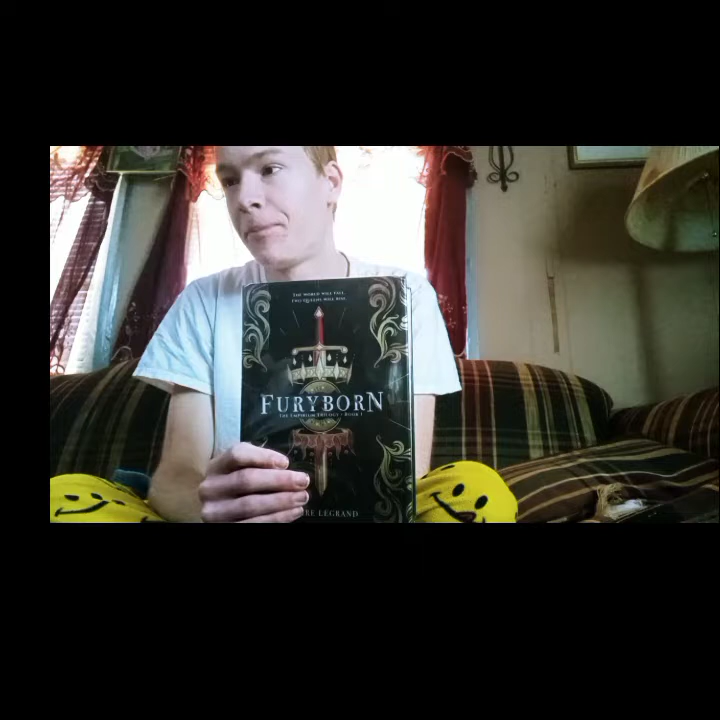 THE WORLD WILL FALL.
TWO QUEENS WILL RISE.
FURYBORN
THE EMPIRIUM TRILOGY • BOOK 1
LEGRAND